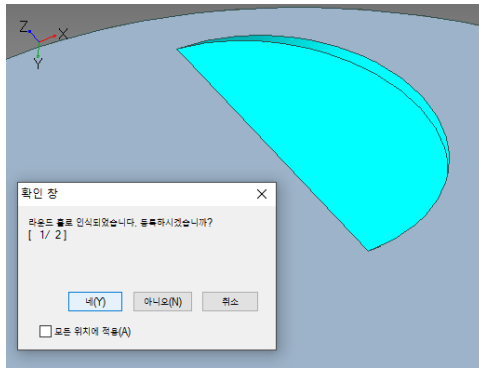 Z
X
Y
확인 창
라운드 홀로 인식되었습니다, 등록하시겠습니까?
[ 1/ 2]
네(Y) 아니오(N) 취소
모든 위치에 적용(A)